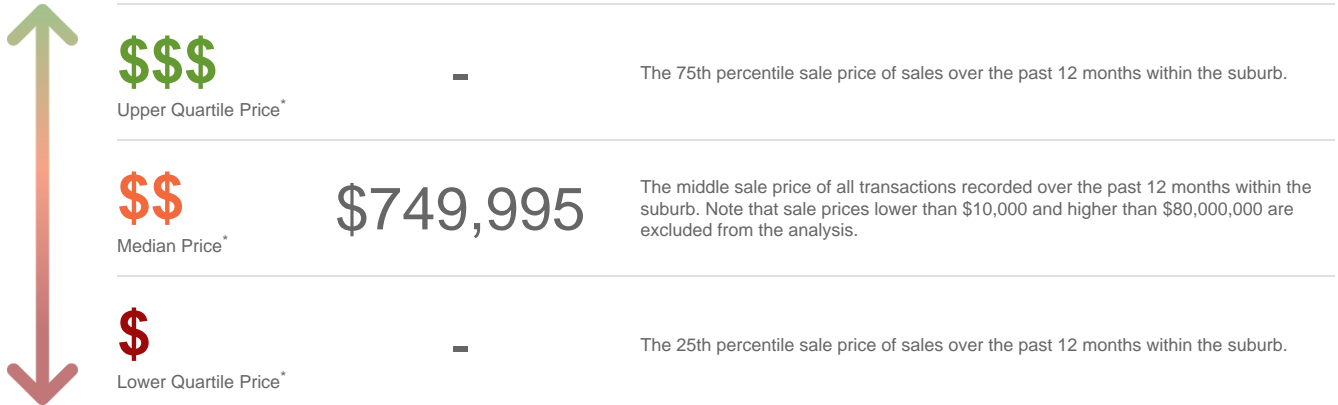 $$$
Upper Quartile Price*
-
The 75th percentile sale price of sales over the past 12 months within the suburb.
$$
Median Price*
$749,995
The middle sale price of all transactions recorded over the past 12 months within the
suburb. Note that sale prices lower than $10,000 and higher than $80,000,000 are
excluded from the analysis.
$
Lower Quartile Price*
-
The 25th percentile sale price of sales over the past 12 months within the suburb.